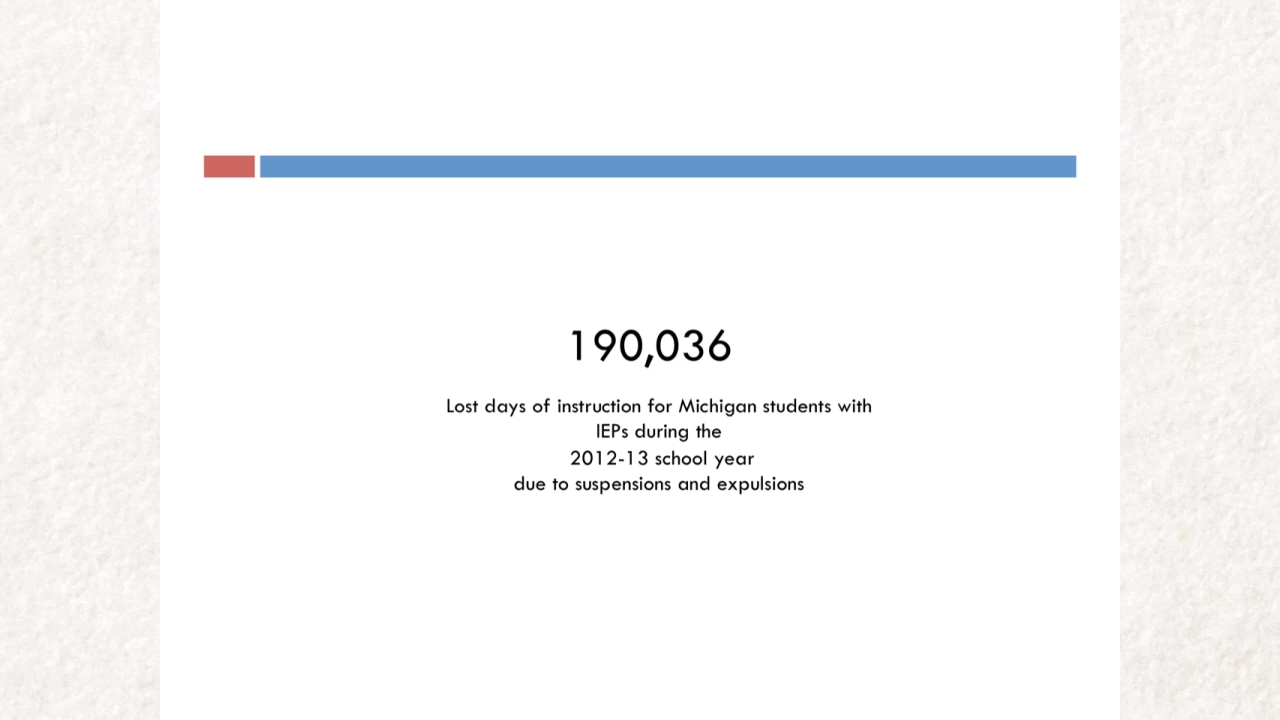 190,036
Lost days of instruction for Michigan students with
IEPs during the
2012-13 school year
due to suspensions and expulsions